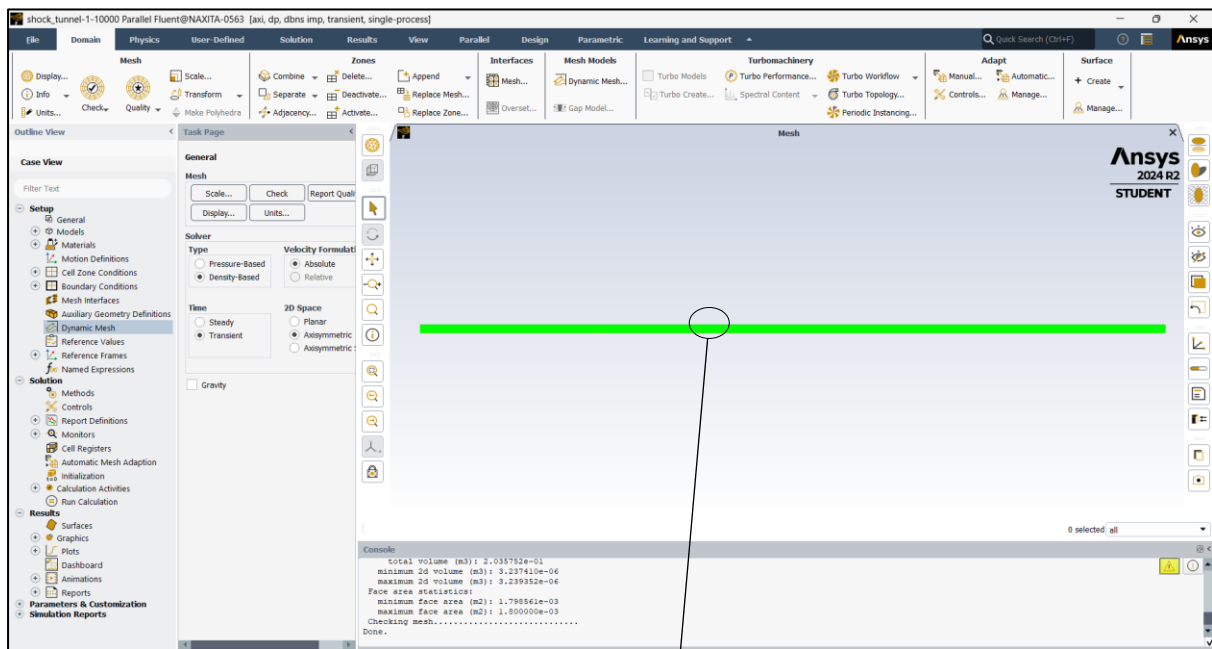 shock_tunnel-1-10000 Parallel Fluent@NAXITA-0563 [axi, dp, dbns imp, transient, single-process]
File Domain Physics User-Defined Solution Results View Parallel Design Parametric Learning and Support Quick Search (Ctrl+F) Ansys
Mesh Zones Interfaces Mesh Models Turbomachinery Adapt Surface
Display... Scale... Combine Delete... Append Mesh... Dynamic Mesh... Turbo Models Turbo Performance... Turbo Workflow Manual... Automatic... Create
Info Check Quality Transform Separate Deactivate... Replace Mesh... Turbo Create... Spectral Content Turbo Topology... Controls... Manage...
Units... Make Polyhedra Adjacency... Activate... Replace Zone... Overset... Gap Model... Periodic Instancing... Manage...
Outline View
Case View
Filter Text
Setup
General
Models
Materials
Motion Definitions
Cell Zone Conditions
Boundary Conditions
Mesh Interfaces
Auxiliary Geometry Definitions
Dynamic Mesh
Reference Values
Reference Frames
Named Expressions
Solution
Methods
Controls
Report Definitions
Monitors
Cell Registers
Automatic Mesh Adaption
Initialization
Calculation Activities
Run Calculation
Results
Surfaces
Graphics
Plots
Dashboard
Animations
Reports
Parameters & Customization
Simulation Reports
Task Page
General
Mesh
Scale... Check Report Quali
Display... Units...
Solver
Type Velocity Formulati
Pressure-Based Absolute
Density-Based Relative
Time 2D Space
Steady Planar
Transient Axisymmetric
Axisymmetric S
Gravity
Mesh
Ansys
2024 R2
STUDENT
0 selected all
Console
total volume (m3): 2.035752e-01
minimum 2d volume (m3): 3.237410e-06
maximum 2d volume (m3): 3.239352e-06
Face area statistics:
minimum face area (m2): 1.798561e-03
maximum face area (m2): 1.800000e-03
Checking mesh.............................
Done.